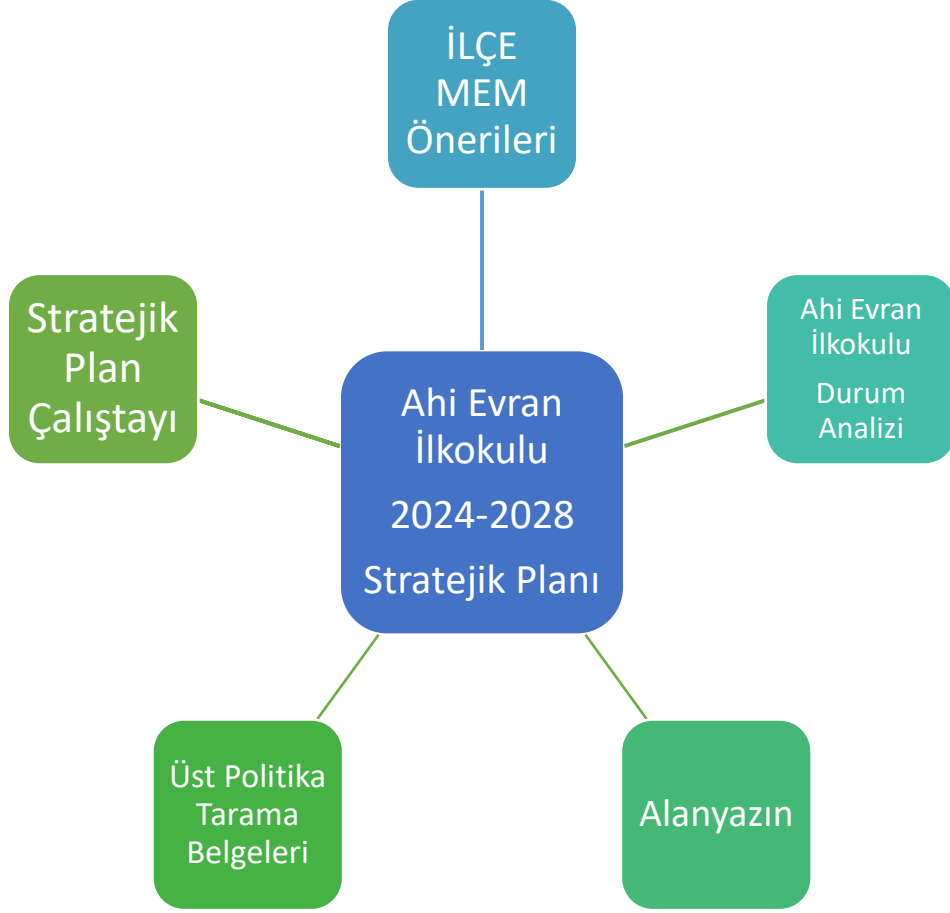 İLÇE
MEM
Önerileri
Stratejik
Plan
Çalıştayı
Ahi Evran
İlkokulu
Durum
Analizi
Ahi Evran
İlkokulu
2024-2028
Stratejik Planı
Üst Politika
Tarama
Belgeleri
Alanyazın